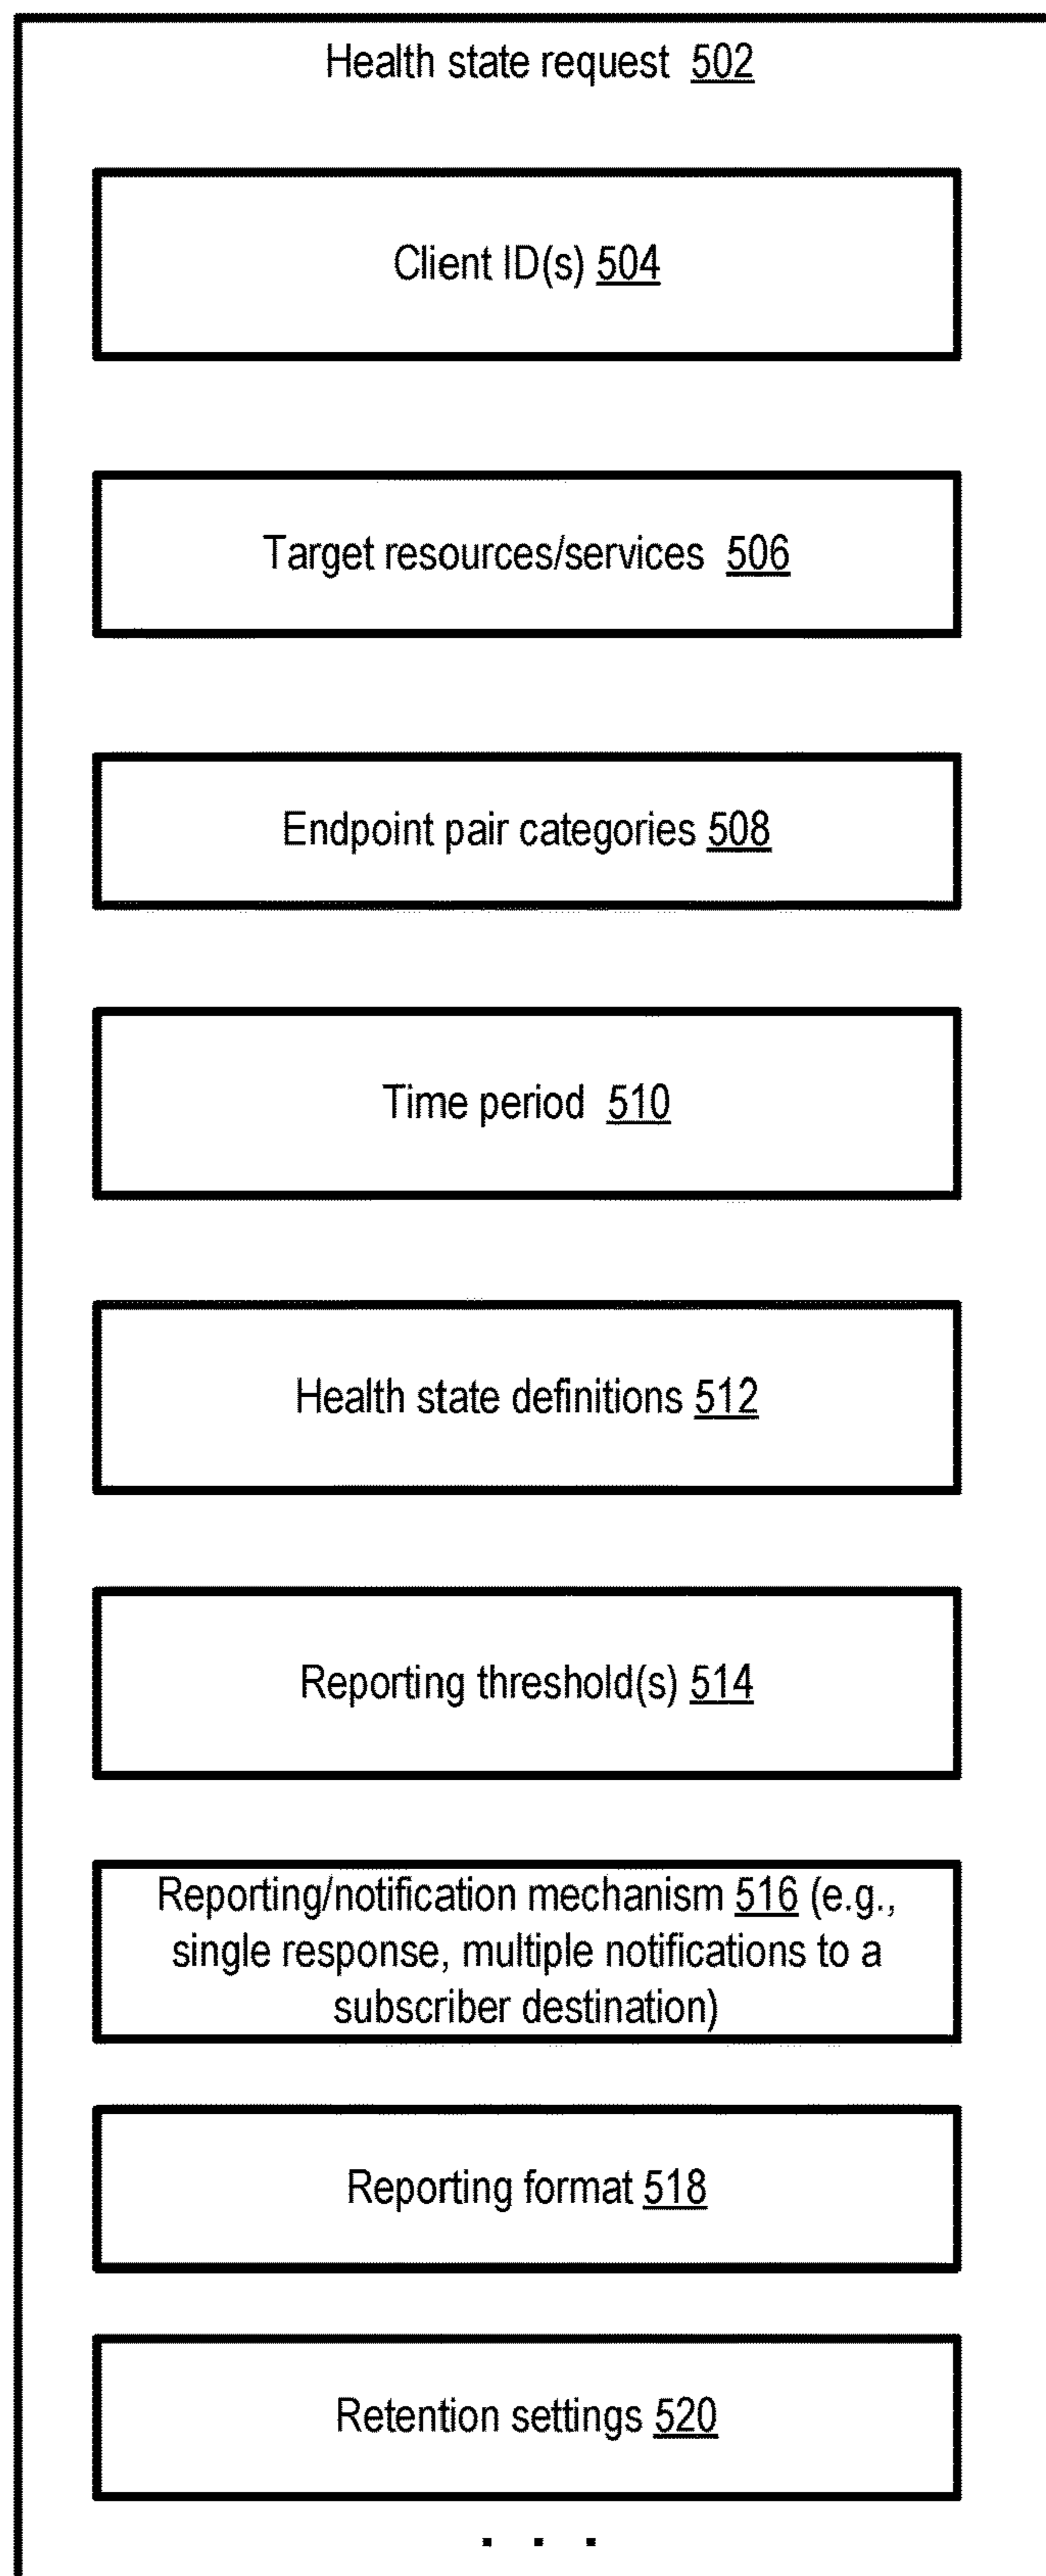 Health state request 502
Client ID(s) 504
Target resources/services 506
Endpoint pair categories 508
Time period 510
Health state definitions 512
Reporting threshold(s) 514
Reporting/notification mechanism 516 (e.g.,
single response, multiple notifications to a
subscriber destination)
Reporting format 518
Retention settings 520
. . .